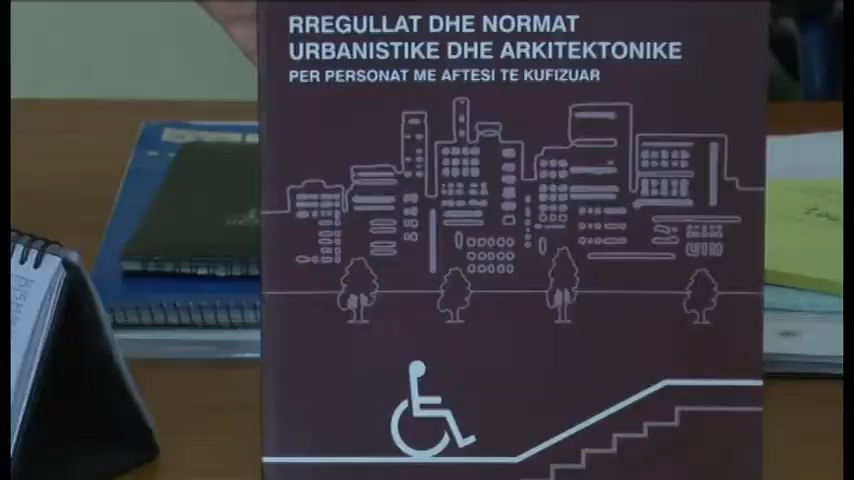 RREGULLAT DHE NORMAT
URBANISTIKE DHE ARKITEKTONIKE
PER PERSONAT ME AFTESI TE KUFIZUAR